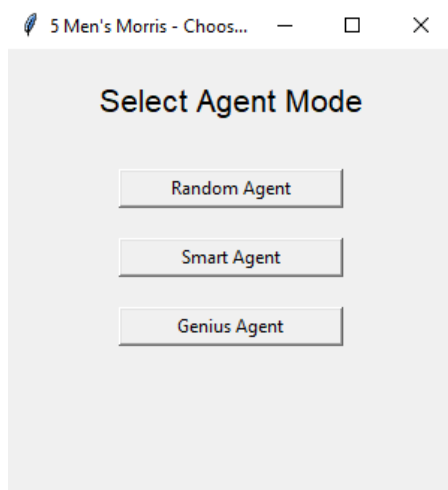 5 Men's Morris - Choos...
Select Agent Mode
Random Agent
Smart Agent
Genius Agent